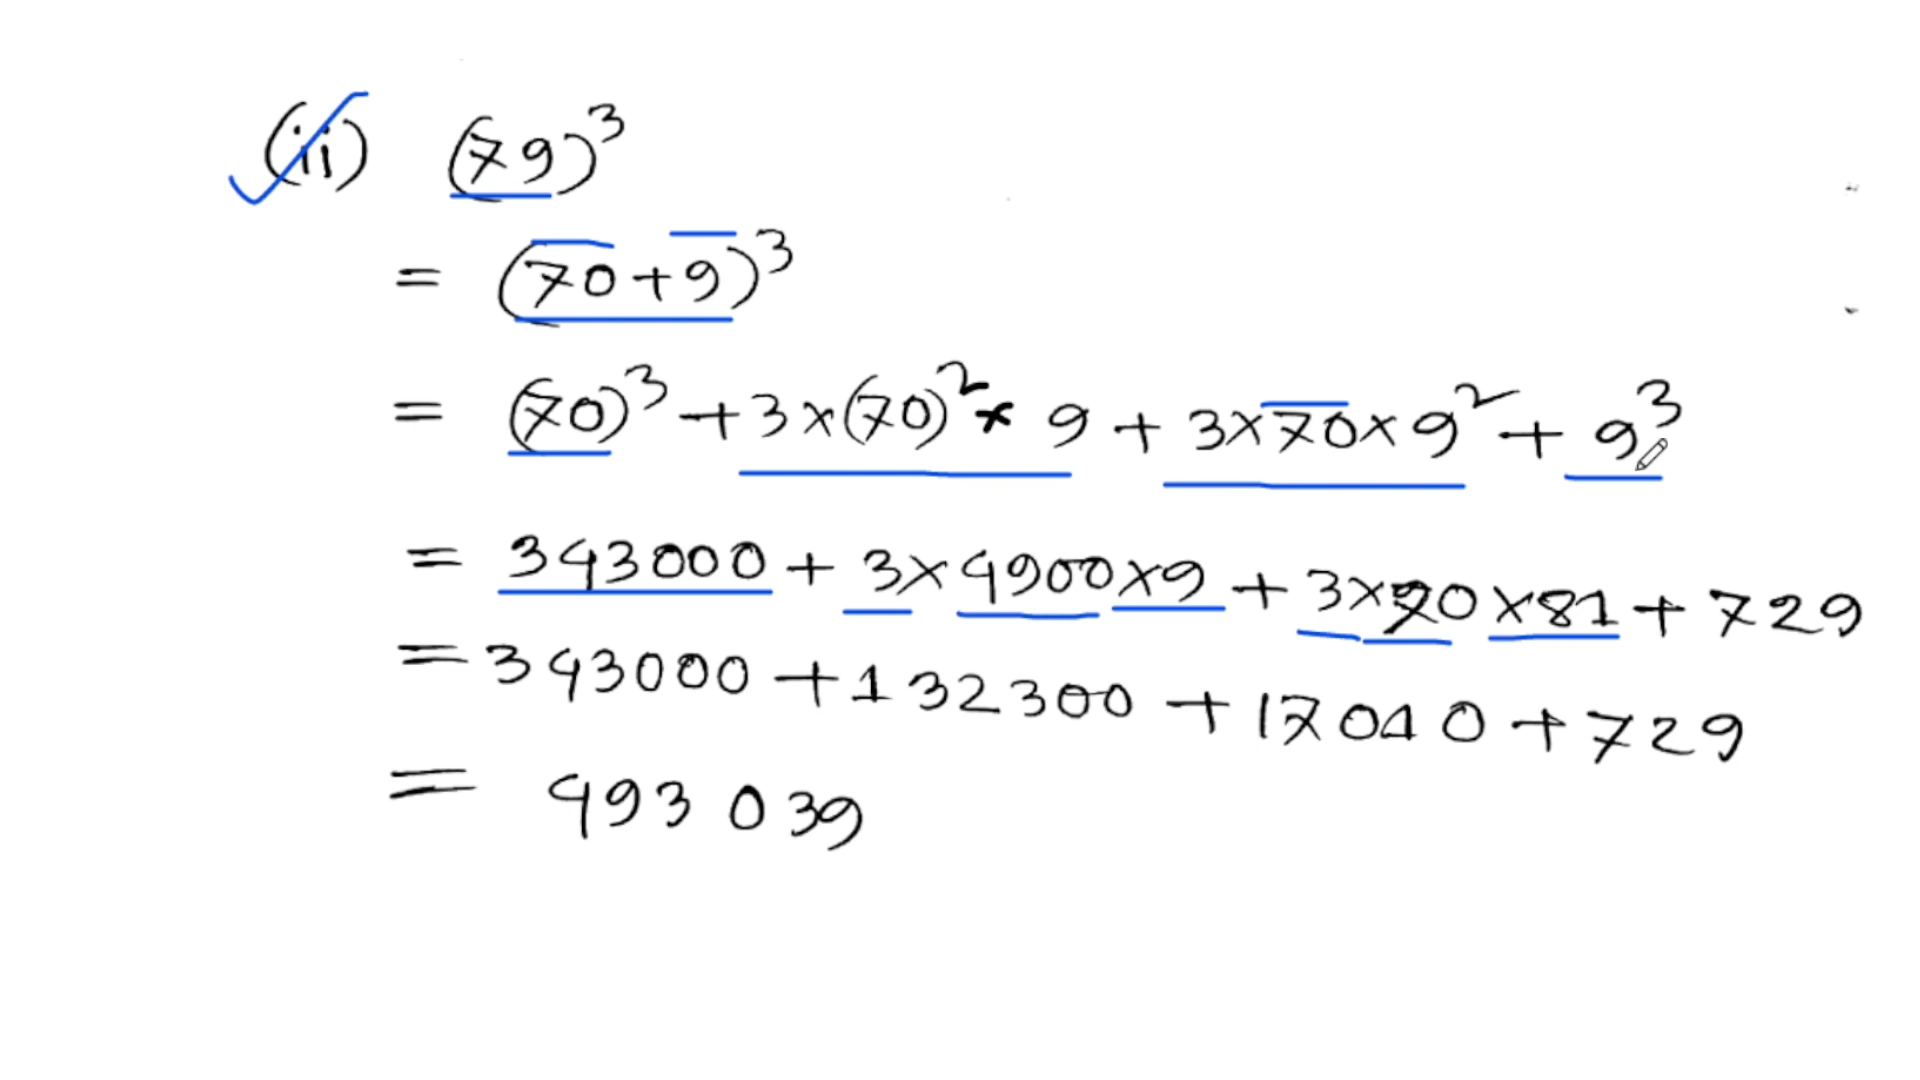 (ii) (79)³
= (70+9)³
= (70)³ + 3×(70)² × 9 + 3×70×9² + 9³
= 343000 + 3×4900×9 + 3×70×81 + 729
= 343000 + 132300 + 17010 + 729
= 493039